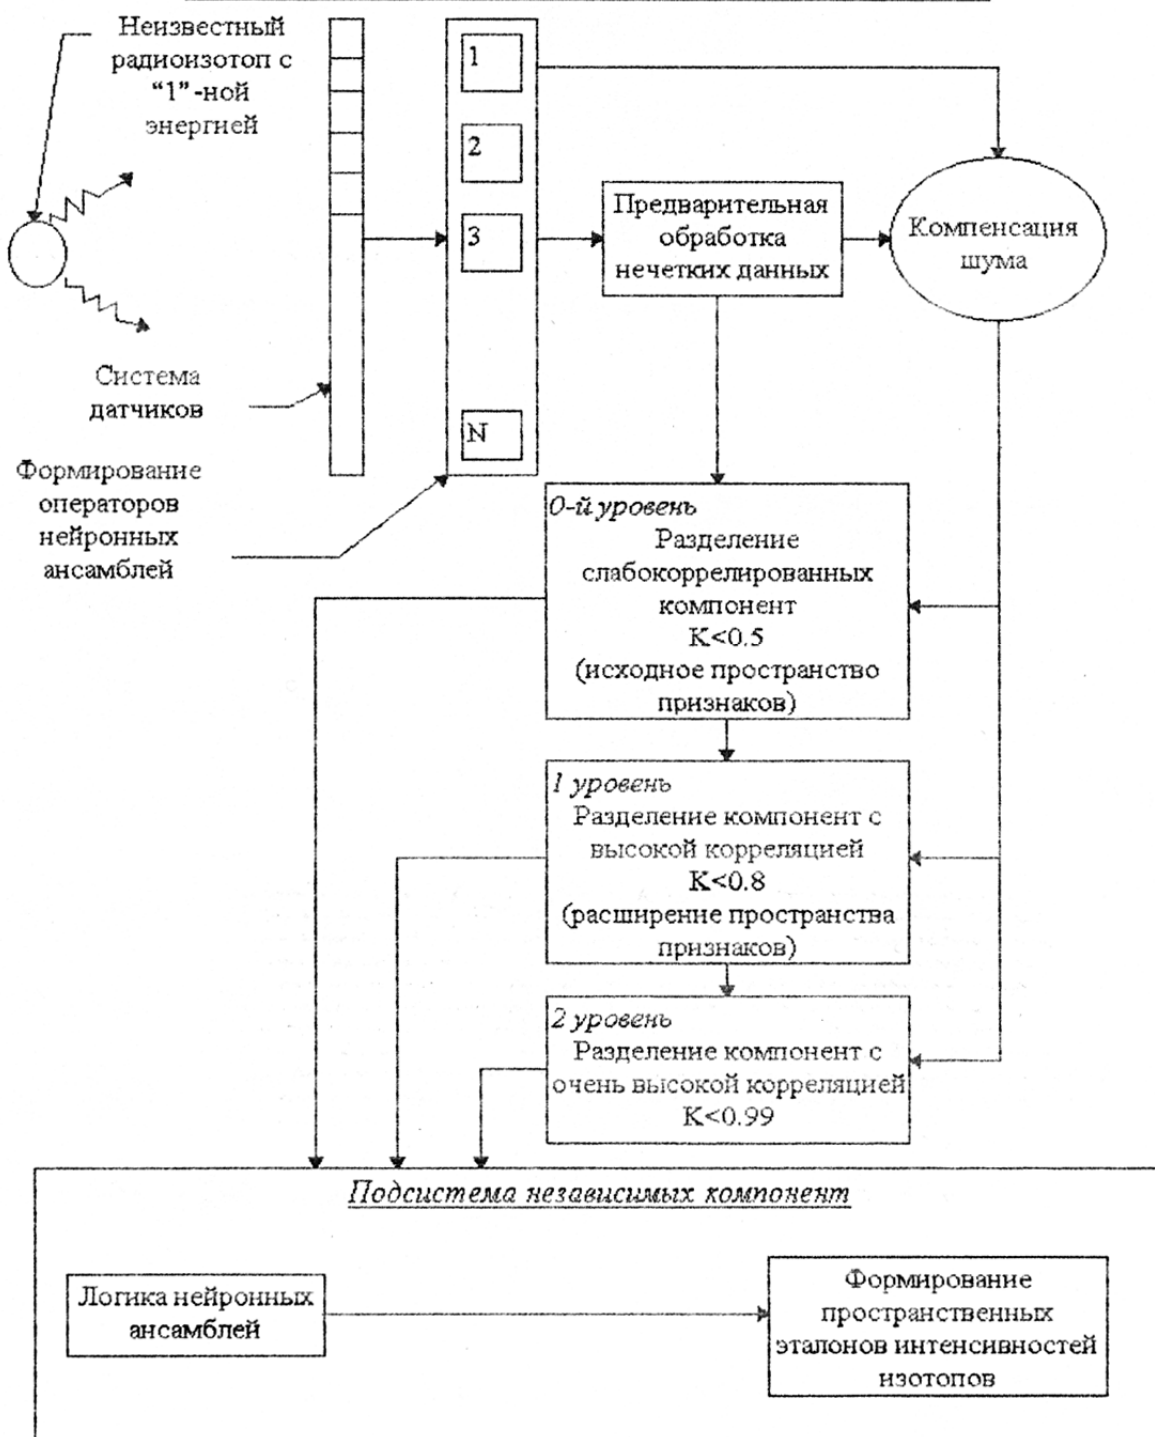 Неизвестный
радиоизотоп с
“1”-ной
энергией
1
2
3
N
Предварительная
обработка
нечетких данных
Компенсация
шума
Система
датчиков
Формирование
операторов
нейронных
ансамблей
0-й уровень
Разделение
слабокоррелированных
компонент
K<0.5
(исходное пространство
признаков)
1 уровень
Разделение компонент с
высокой корреляцией
K<0.8
(расширение пространства
признаков)
2 уровень
Разделение компонент с
очень высокой корреляцией
K<0.99
Подсистема независимых компонент
Логика нейронных
ансамблей
Формирование
пространственных
эталонов интенсивностей
изотопов